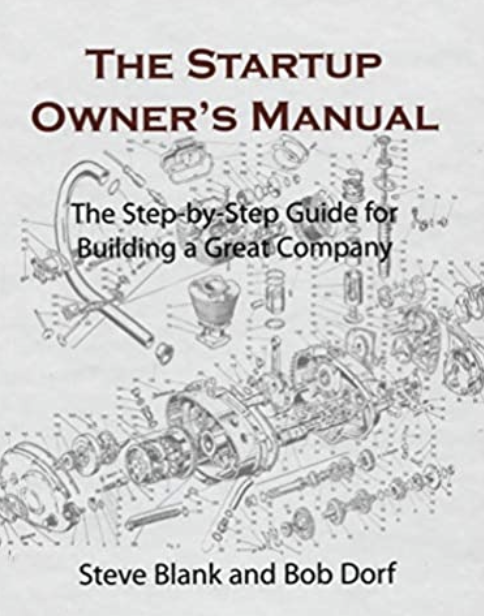 THE STARTUP
OWNER'S MANUAL
The Step-by-Step Guide for
Building a Great Company
Steve Blank and Bob Dorf